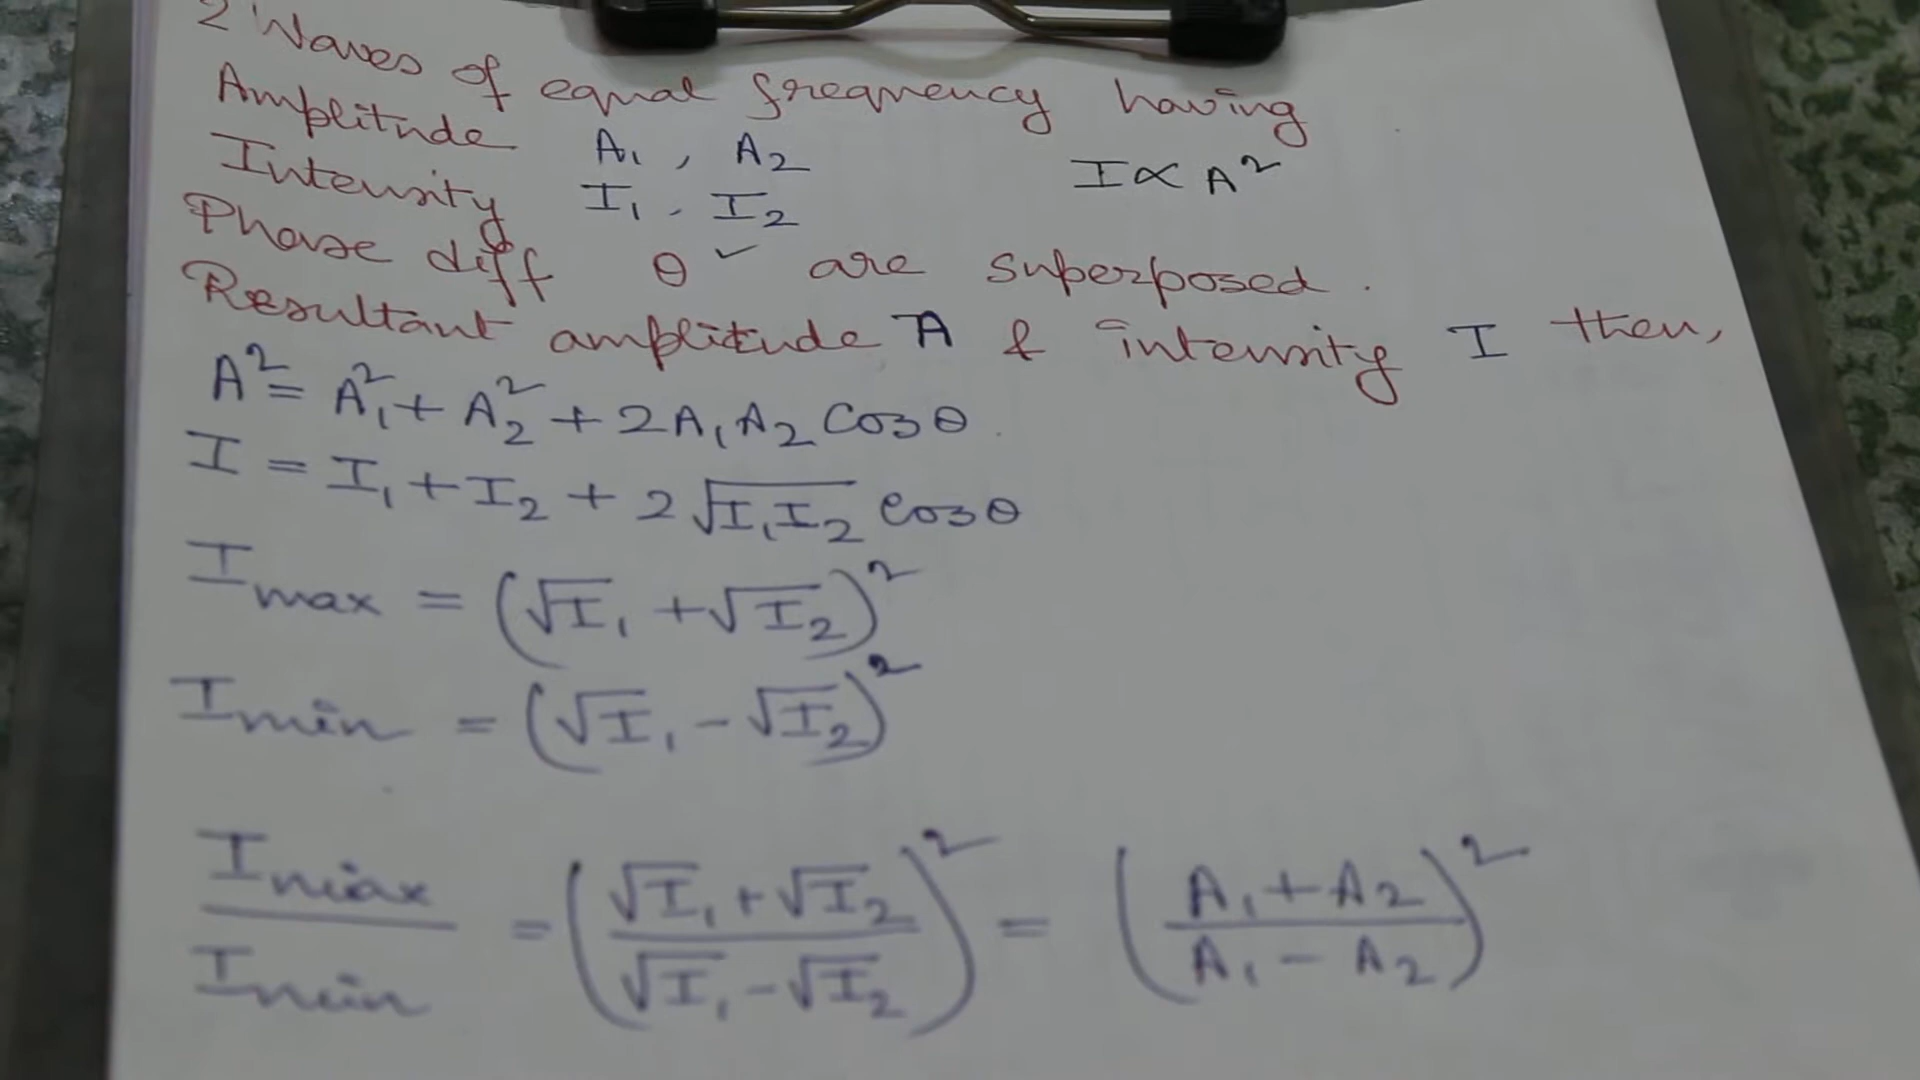 2 Waves of equal frequency having
Amplitude A₁, A₂ I ∝ A²
Intensity I₁, I₂
Phase diff θ ✓ are superposed.
Resultant amplitude A & intensity I then,
A² = A₁² + A₂² + 2A₁A₂ Cosθ
I = I₁ + I₂ + 2√(I₁I₂) Cosθ
Imax = (√I₁ + √I₂)²
Imin = (√I₁ - √I₂)²
Imax / Imin = ((√I₁ + √I₂) / (√I₁ - √I₂))² = ((A₁ + A₂) / (A₁ - A₂))²